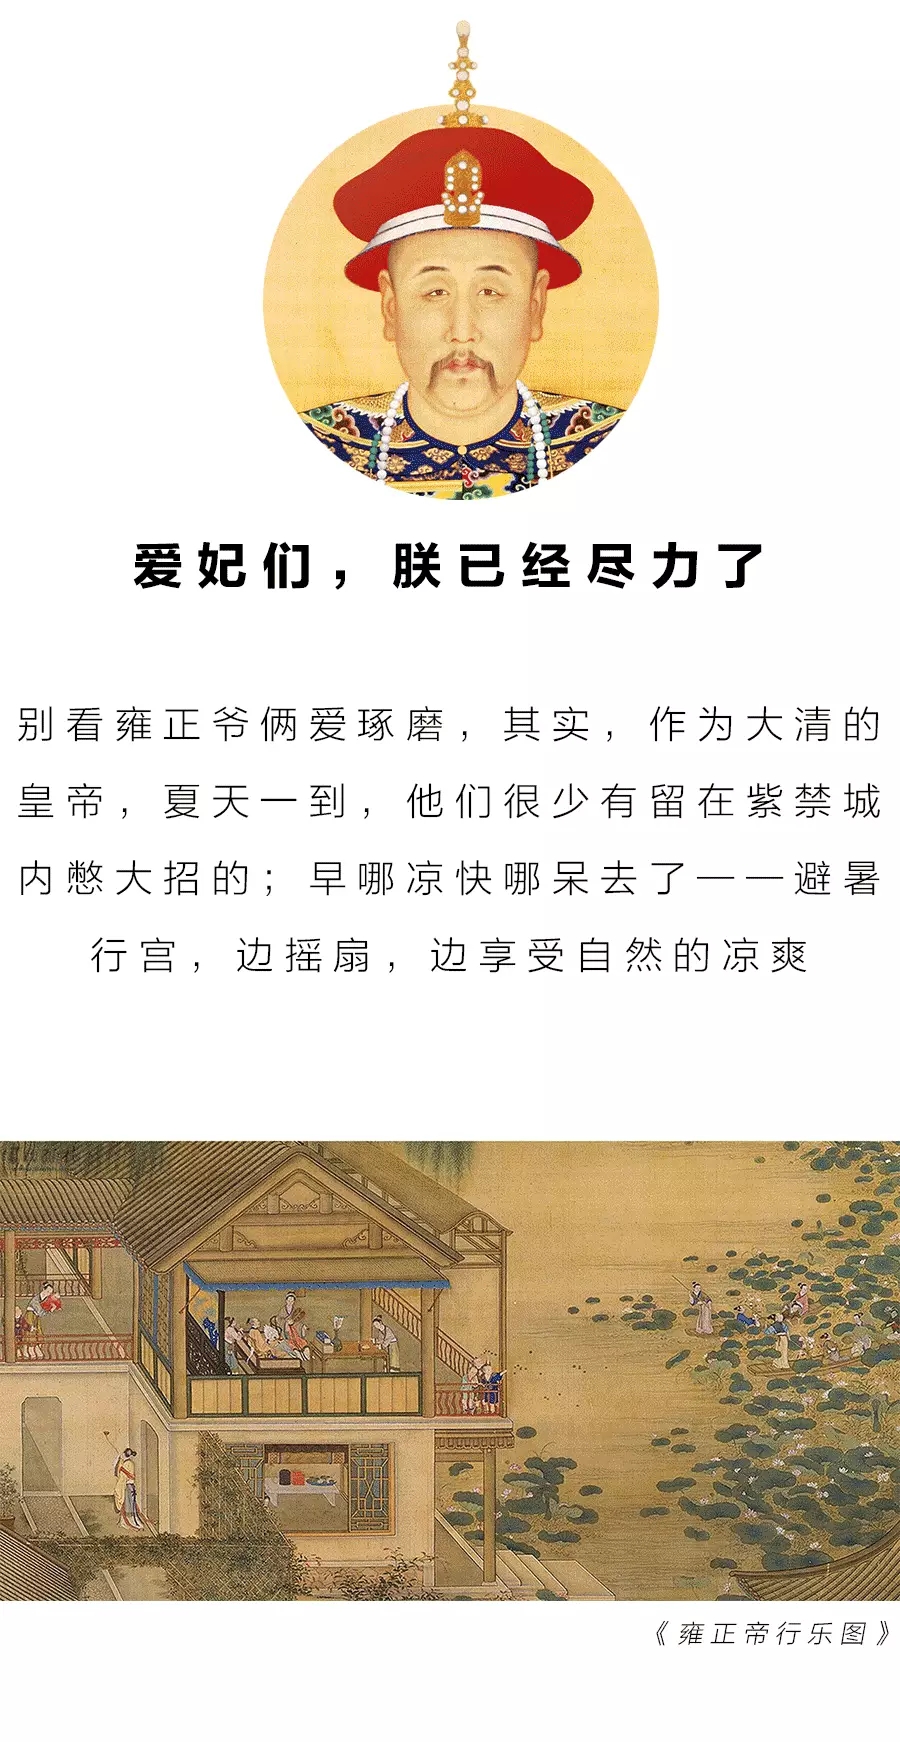 爱妃们，朕已经尽力了
别看雍正爷俩爱琢磨，其实，作为大清的
皇帝，夏天一到，他们很少有留在紫禁城
内憋大招的；早哪凉快哪呆去了——避暑
行宫，边摇扇，边享受自然的凉爽
《雍正帝行乐图》